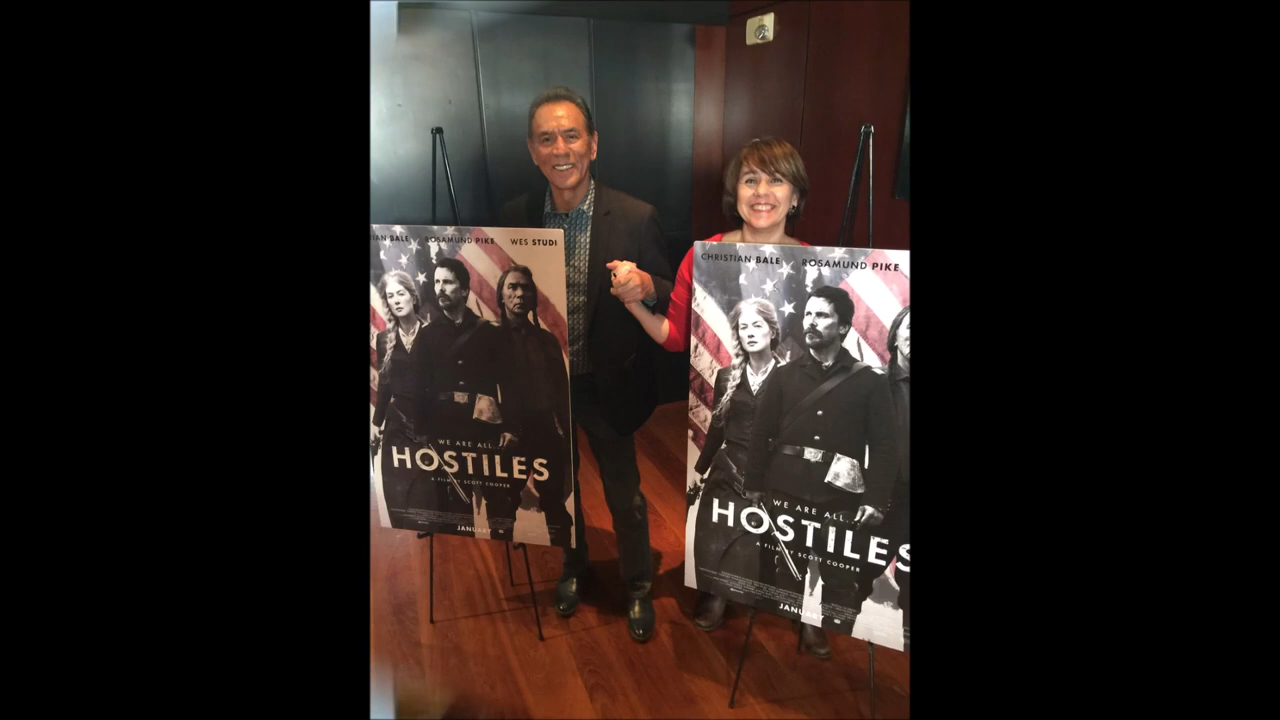 IAN BALE ROSAMUND PIKE WES STUDI
WE ARE ALL...
HOSTILES
A FILM BY SCOTT COOPER
JANUARY
CHRISTIAN BALE ROSAMUND PIKE
WE ARE ALL...
HOSTILES
A FILM BY SCOTT COOPER
JANUARY